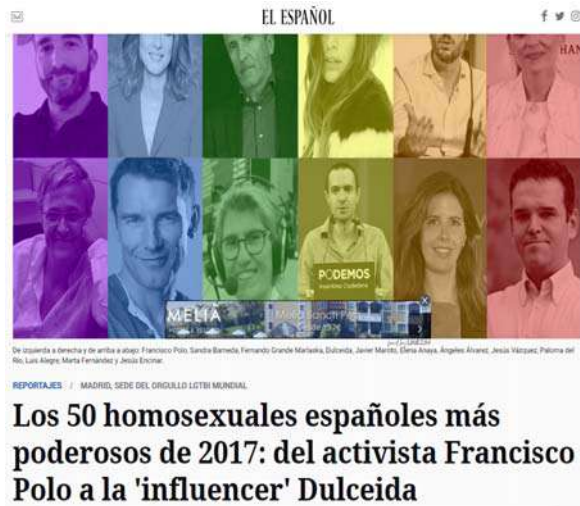 EL ESPAÑOL
HAN
PODEMOS
MELIÁ
De izquierda a derecha y de arriba a abajo: Francisco Polo, Sandra Barneda, Fernando Grande Marlaska, Dulceida, Javier Maroto, Elena Anaya, Ángeles Álvarez, Jesús Vázquez, Paloma del
Río, Luis Alegre, Marta Fernández y Jesús Encinar.
REPORTAJES / MADRID, SEDE DEL ORGULLO LGTBI MUNDIAL
Los 50 homosexuales españoles más
poderosos de 2017: del activista Francisco
Polo a la 'influencer' Dulceida